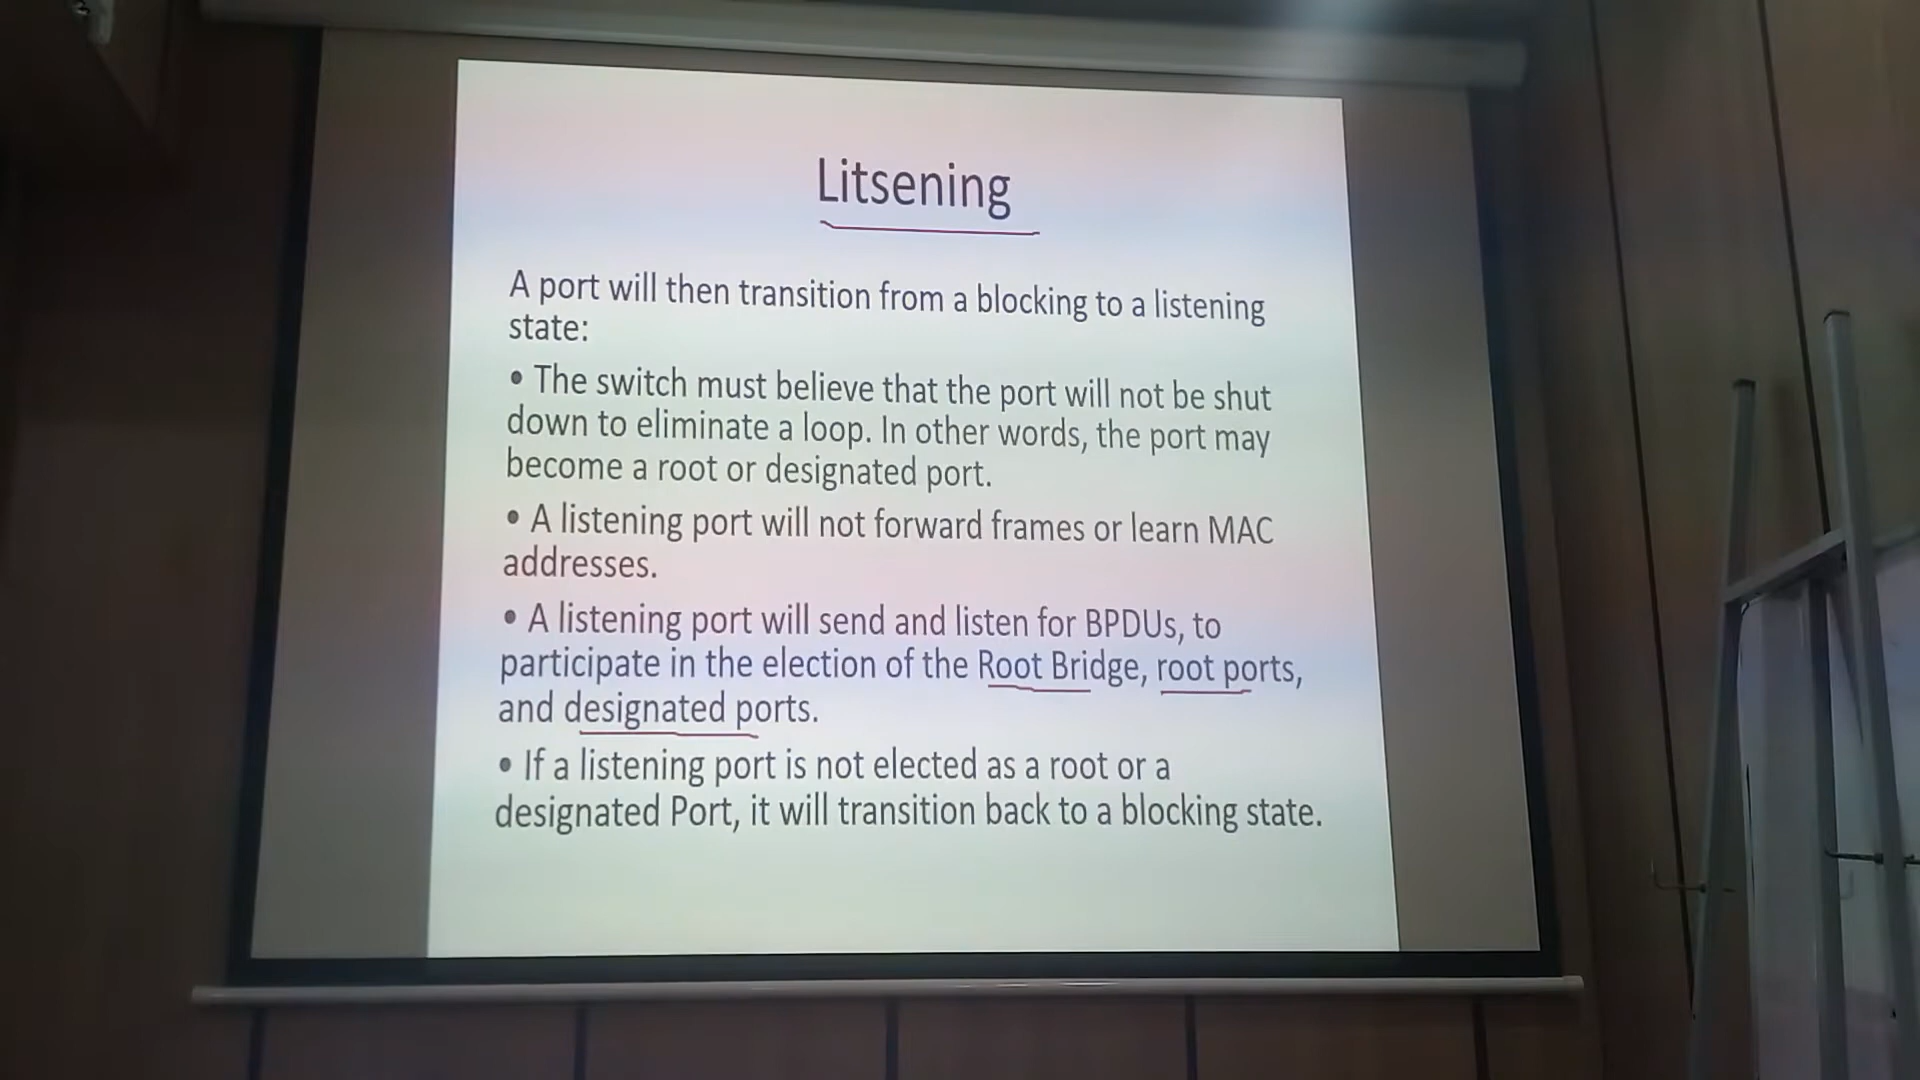 Litsening
A port will then transition from a blocking to a listening
state:
• The switch must believe that the port will not be shut
down to eliminate a loop. In other words, the port may
become a root or designated port.
• A listening port will not forward frames or learn MAC
addresses.
• A listening port will send and listen for BPDUs, to
participate in the election of the Root Bridge, root ports,
and designated ports.
• If a listening port is not elected as a root or a
designated Port, it will transition back to a blocking state.